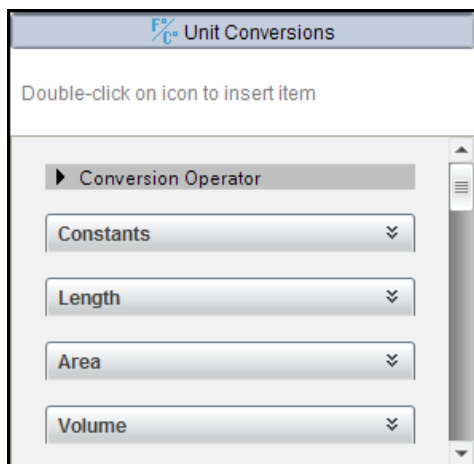 F°/C° Unit Conversions
Double-click on icon to insert item
Conversion Operator
Constants
Length
Area
Volume